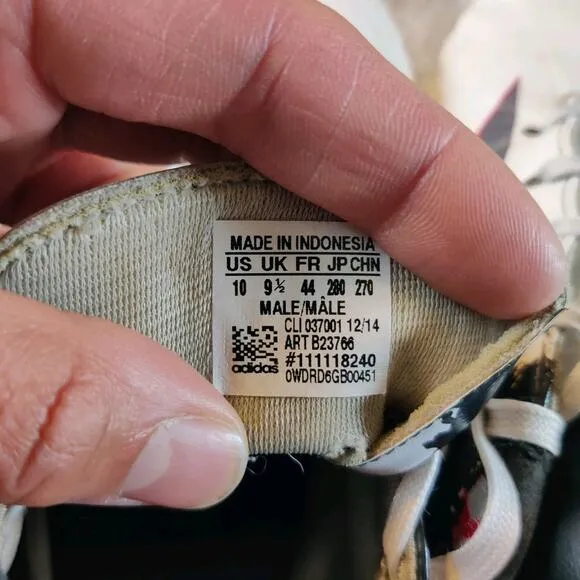 MADE IN INDONESIA
US UK FR JP CHN
10 9½ 44 280 270
MALE/MÂLE
CLI 037001 12/14
ART B23766
#111118240
adidas 0WDRD6GB00451